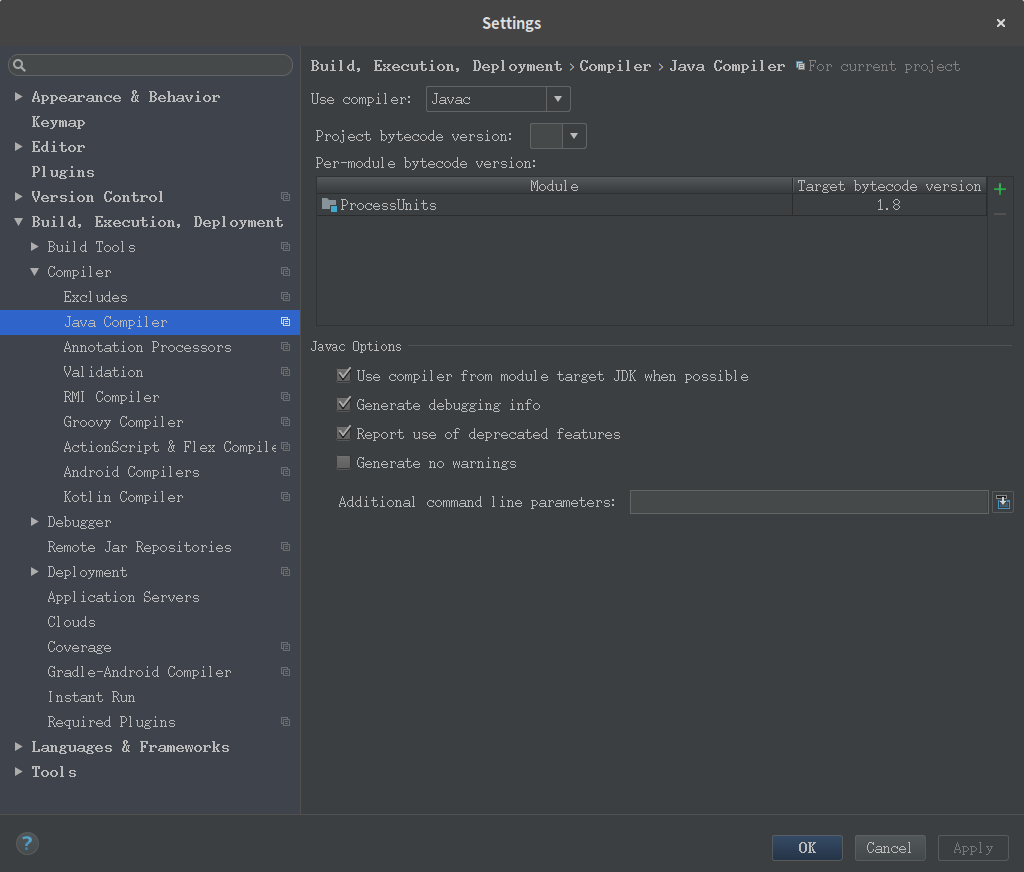 Settings
Appearance & Behavior
Keymap
Editor
Plugins
Version Control
Build, Execution, Deployment
Build Tools
Compiler
Excludes
Java Compiler
Annotation Processors
Validation
RMI Compiler
Groovy Compiler
ActionScript & Flex Compile
Android Compilers
Kotlin Compiler
Debugger
Remote Jar Repositories
Deployment
Application Servers
Clouds
Coverage
Gradle-Android Compiler
Instant Run
Required Plugins
Languages & Frameworks
Tools
Build, Execution, Deployment › Compiler › Java Compiler For current project
Use compiler: Javac
Project bytecode version:
Per-module bytecode version:
Module Target bytecode version
ProcessUnits 1.8
Javac Options
Use compiler from module target JDK when possible
Generate debugging info
Report use of deprecated features
Generate no warnings
Additional command line parameters:
? OK Cancel Apply